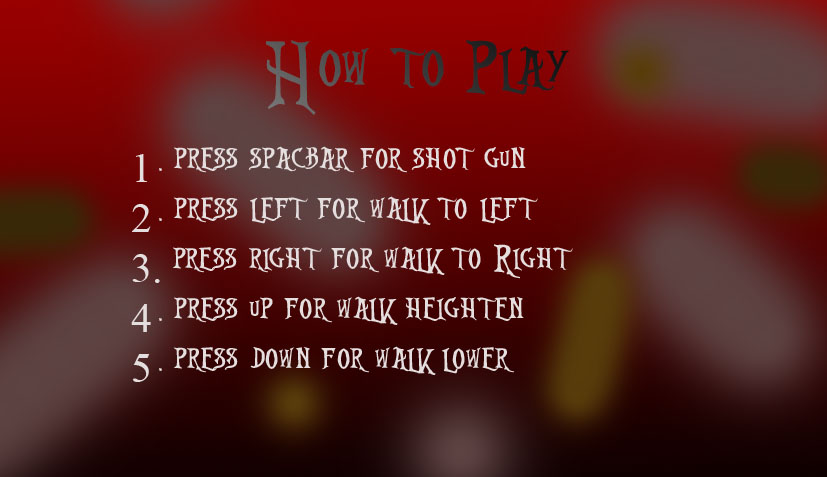 How to Play
1. press spacbar for shot gun
2. press left for walk to left
3. press right for walk to Right
4. press up for walk heighten
5. press down for walk lower